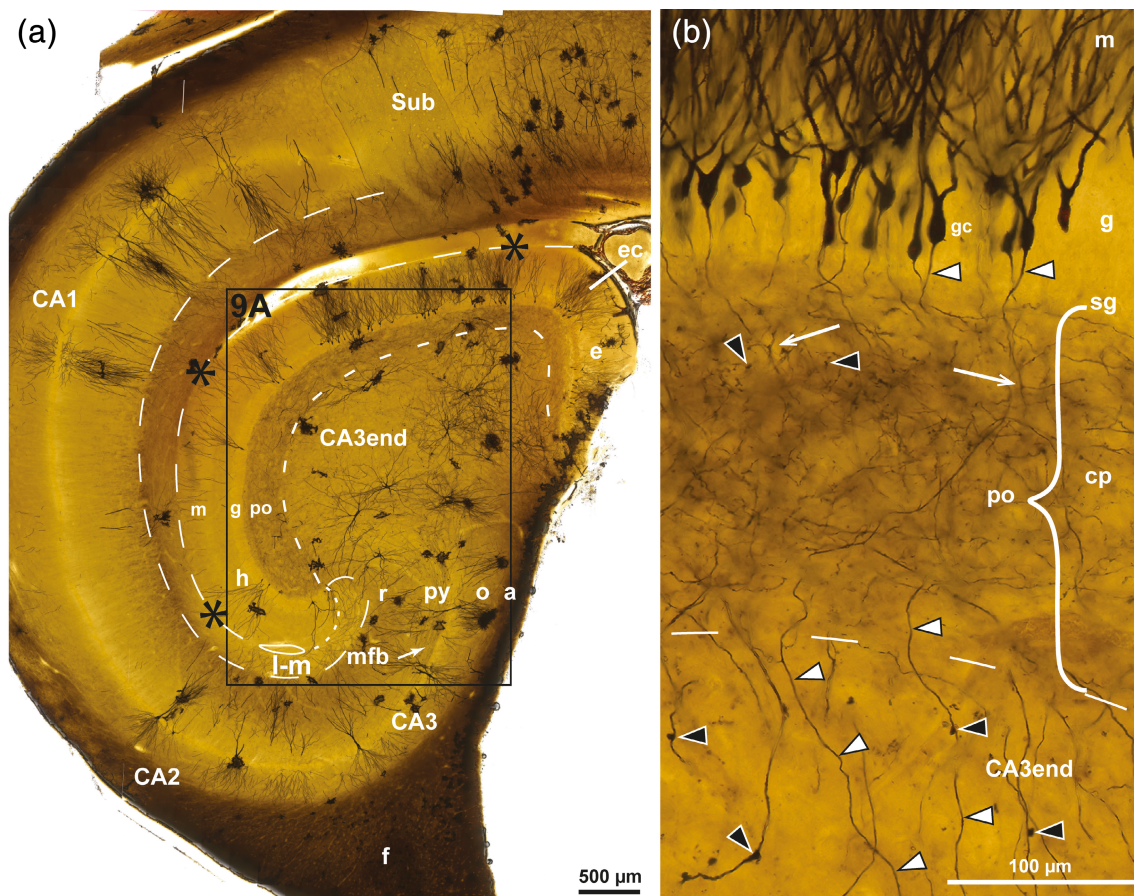 (a)
Sub
ec
CA1
9A
e
CA3end
m
g
po
h
h
r
py
o
a
l-m
mfb
CA3
CA2
f
500 µm
(b)
m
g
gc
sg
po
cp
CA3end
100 µm